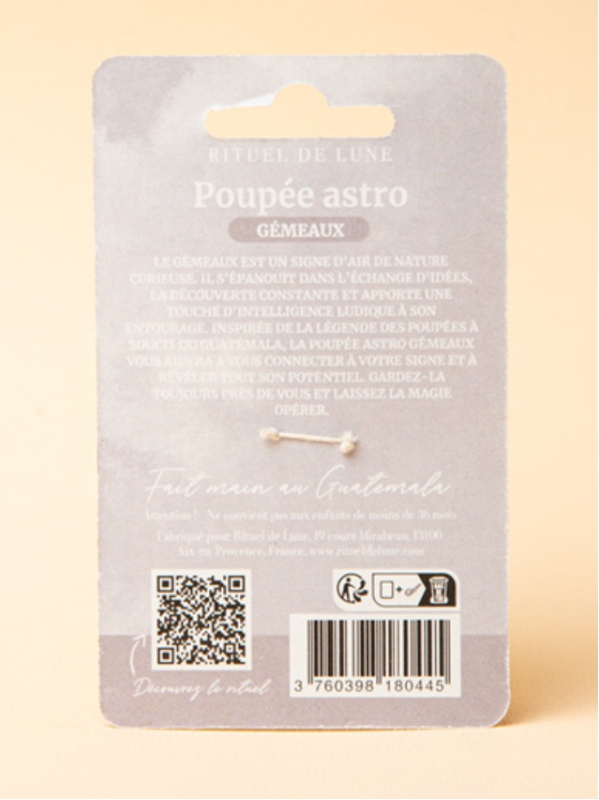 RITUEL DE LUNE
Poupée astro
GÉMEAUX
LE GÉMEAUX EST UN SIGNE D'AIR DE NATURE
CURIEUSE. IL S'ÉPANOUIT DANS L'ÉCHANGE D'IDÉES,
LA DÉCOUVERTE CONSTANTE ET APPORTE UNE
TOUCHE D'INTELLIGENCE LUDIQUE À SON
ENTOURAGE. INSPIRÉE DE LA LÉGENDE DES POUPÉES À
SOUCIS DU GUATÉMALA, LA POUPÉE ASTRO GÉMEAUX
VOUS AIDERA À VOUS CONNECTER À VOTRE SIGNE ET À
RÉVÉLER TOUT SON POTENTIEL. GARDEZ-LA
TOUJOURS PRÈS DE VOUS ET LAISSEZ LA MAGIE
OPÉRER.
Fait main au Guatemala
Attention ! Ne convient pas aux enfants de moins de 36 mois
Fabriqué pour Rituel de Lune, 19 cours Mirabeau, 13100
Aix-en-Provence, France. www.ritueldelune.com
Découvrez le rituel
3 760398 180445